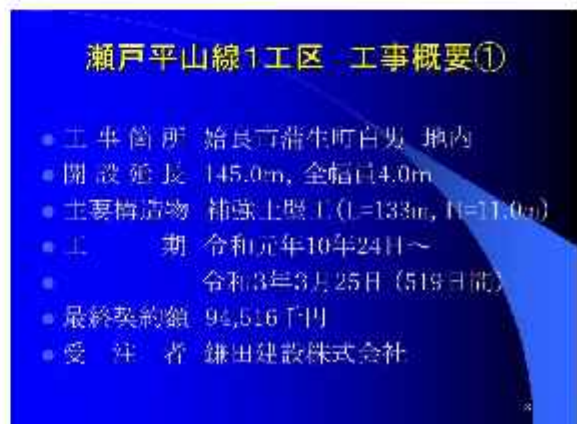 瀬戸平山線1工区 工事概要①
工事箇所 姶良市蒲生町白男 地内
開設延長 145.0m, 全幅員4.0m
主要構造物 補強土壁工(L=133m, H=11.0m)
工期 令和元年10年24日～
令和3年3月25日(519日間)
最終契約額 94,516千円
受注者 鎌田建設株式会社